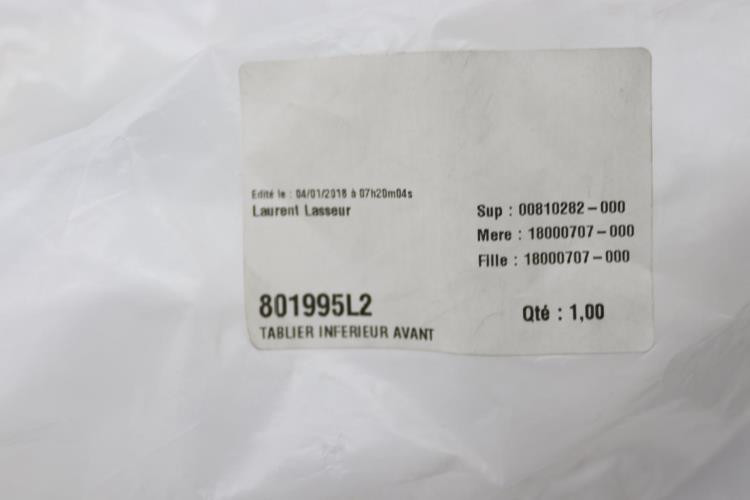 Edité le : 04/01/2018 à 07h20m04s
Laurent Lasseur
Sup : 00810282-000
Mere : 18000707-000
Fille : 18000707-000
801995L2
Qté : 1,00
TABLIER INFERIEUR AVANT